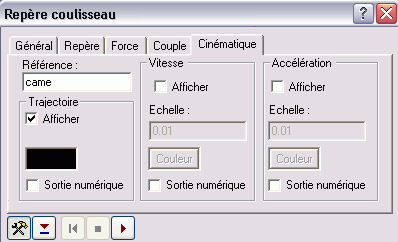 Repère coulisseau
Général Repère Force Couple Cinématique
Référence :
came
Trajectoire
Afficher
Sortie numérique
Vitesse
Afficher
Echelle :
0.01
Couleur
Sortie numérique
Accélération
Afficher
Echelle :
0.01
Couleur
Sortie numérique